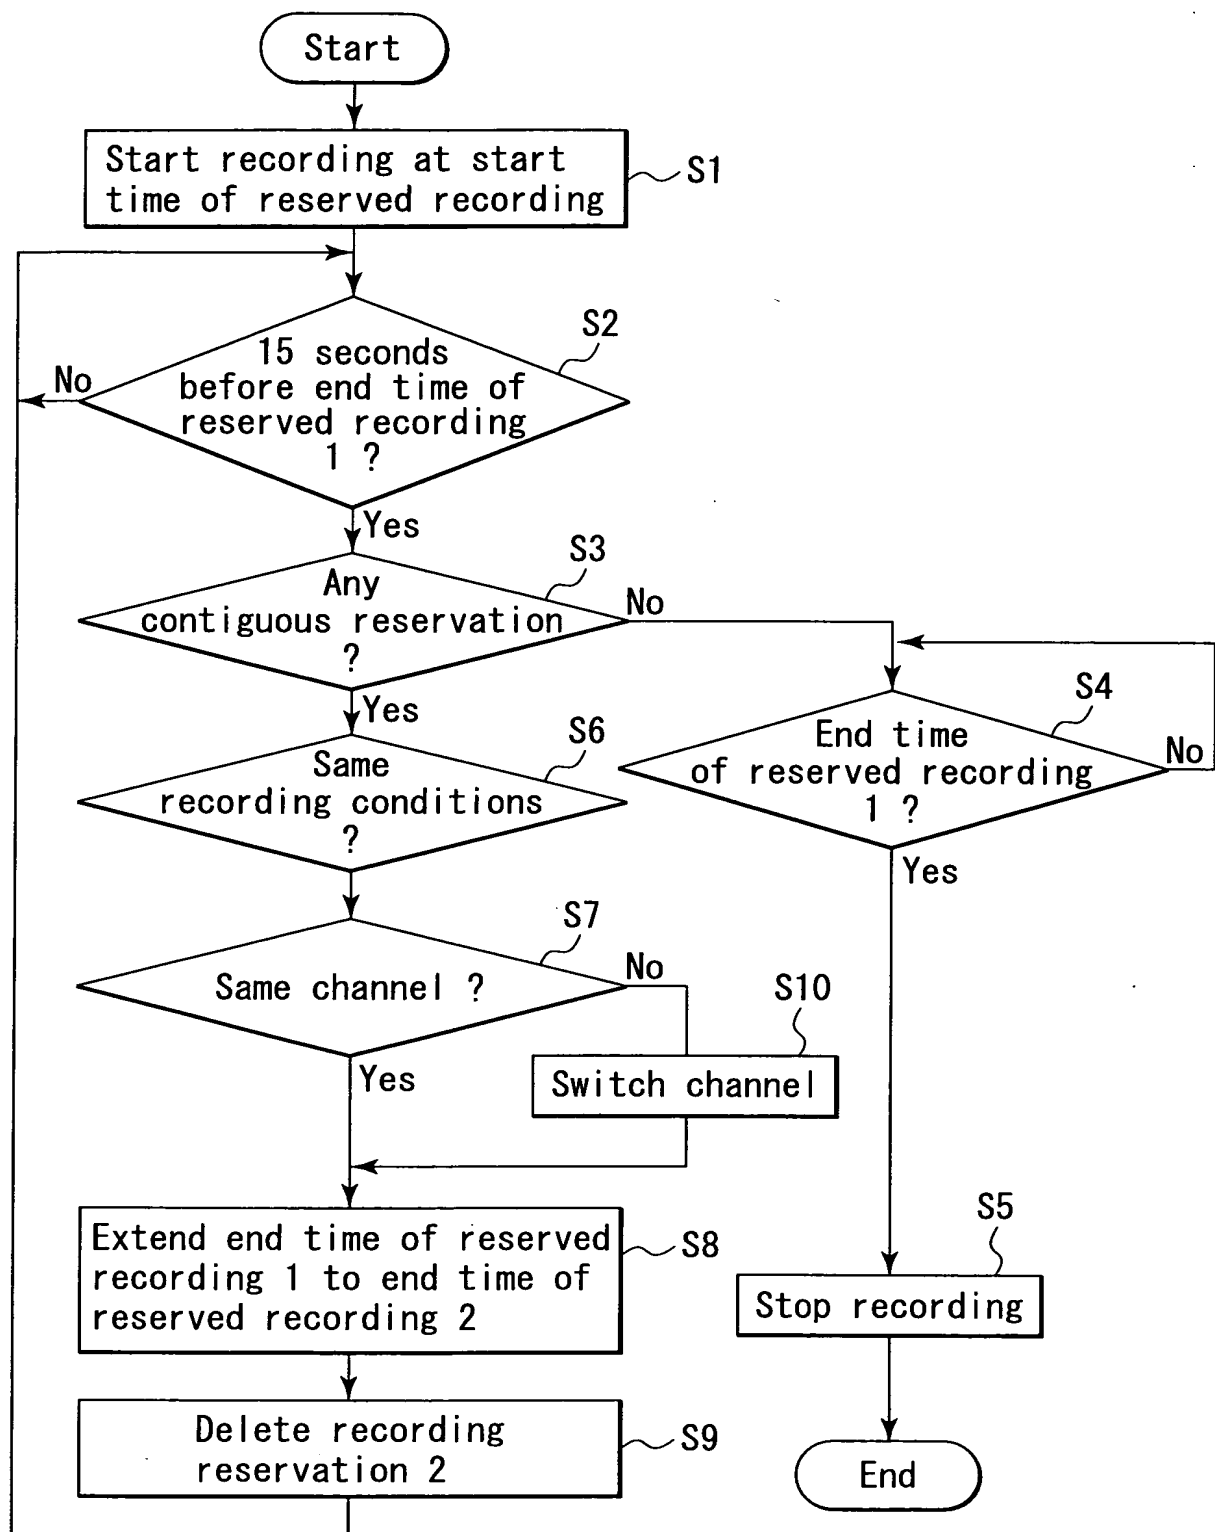 Start
Start recording at start
time of reserved recording
S1
S2
15 seconds
before end time of
reserved recording
1 ?
No
Yes
S3
Any
contiguous reservation
?
No
Yes
S4
End time
of reserved recording
1 ?
No
Yes
S6
Same
recording conditions
?
S7
Same channel ?
No
Yes
S10
Switch channel
Extend end time of reserved
recording 1 to end time of
reserved recording 2
S8
S5
Stop recording
Delete recording
reservation 2
S9
End